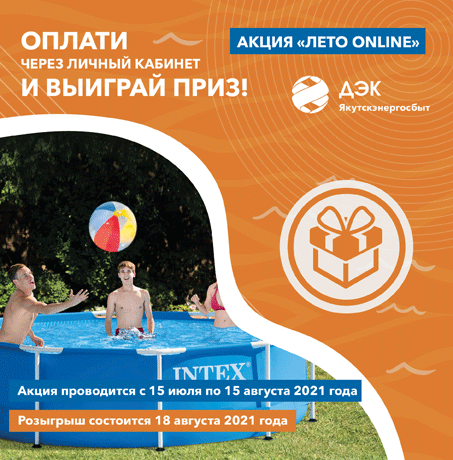 ОПЛАТИ
ЧЕРЕЗ ЛИЧНЫЙ КАБИНЕТ
И ВЫИГРАЙ ПРИЗ!
АКЦИЯ «ЛЕТО ONLINE»
ДЭК
Якутскэнергосбыт
INTEX
Акция проводится с 15 июля по 15 августа 2021 года
Розыгрыш состоится 18 августа 2021 года